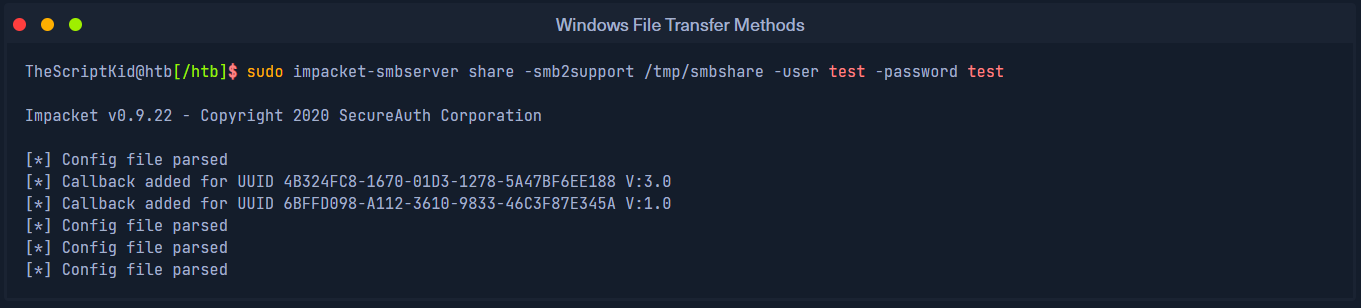 Windows File Transfer Methods
TheScriptKid@htb[/htb]$ sudo impacket-smbserver share -smb2support /tmp/smbshare -user test -password test
Impacket v0.9.22 - Copyright 2020 SecureAuth Corporation
[*] Config file parsed
[*] Callback added for UUID 4B324FC8-1670-01D3-1278-5A47BF6EE188 V:3.0
[*] Callback added for UUID 6BFFD098-A112-3610-9833-46C3F87E345A V:1.0
[*] Config file parsed
[*] Config file parsed
[*] Config file parsed